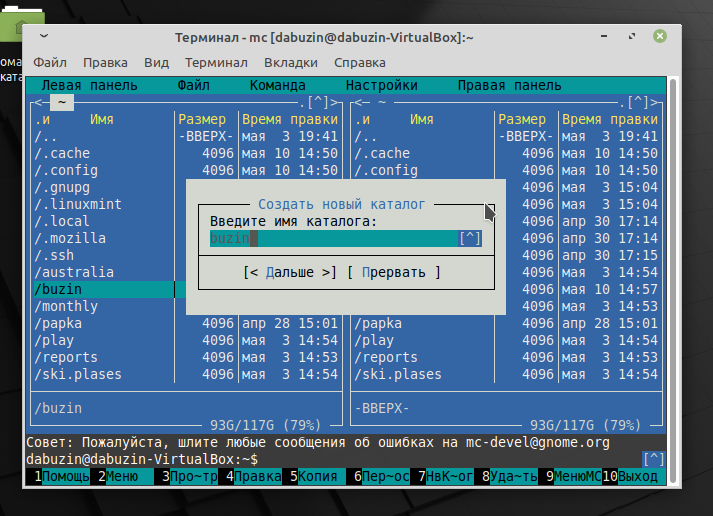 ома
ката
Терминал - mc [dabuzin@dabuzin-VirtualBox]:~
Файл Правка Вид Терминал Вкладки Справка
Левая панель Файл Команда Настройки Правая панель
<— ~ .[^]> <— ~ .[^]>
.и Имя Размер Время правки .и Имя Размер Время правки
/.. -ВВЕРХ- мая 3 19:41 /.. -ВВЕРХ- мая 3 19:41
/.cache 4096 мая 10 14:50 /.cache 4096 мая 10 14:50
/.config 4096 мая 10 14:50 /.config 4096 мая 10 14:50
/.gnupg 4096 мая 3 15:04
/.linuxmint Создать новый каталог 4096 мая 3 15:04
/.local Введите имя каталога: 4096 апр 30 17:14
/.mozilla buzin [^] 4096 апр 30 17:14
/.ssh 4096 апр 30 17:15
/australia [< Дальше >] [ Прервать ] 4096 мая 3 14:54
/buzin 4096 мая 10 14:57
/monthly 4096 мая 3 14:53
/papka 4096 апр 28 15:01 /papka 4096 апр 28 15:01
/play 4096 мая 3 14:54 /play 4096 мая 3 14:54
/reports 4096 мая 3 14:53 /reports 4096 мая 3 14:53
/ski.plases 4096 мая 3 14:54 /ski.plases 4096 мая 3 14:54
/buzin -ВВЕРХ-
93G/117G (79%) 93G/117G (79%)
Совет: Пожалуйста, шлите любые сообщения об ошибках на mc-devel@gnome.org
dabuzin@dabuzin-VirtualBox:~$ [^]
1Помощь 2Меню 3Про~тр 4Правка 5Копия 6Пер~ос 7НвК~ог 8Уда~ть 9МенюМС 10Выход